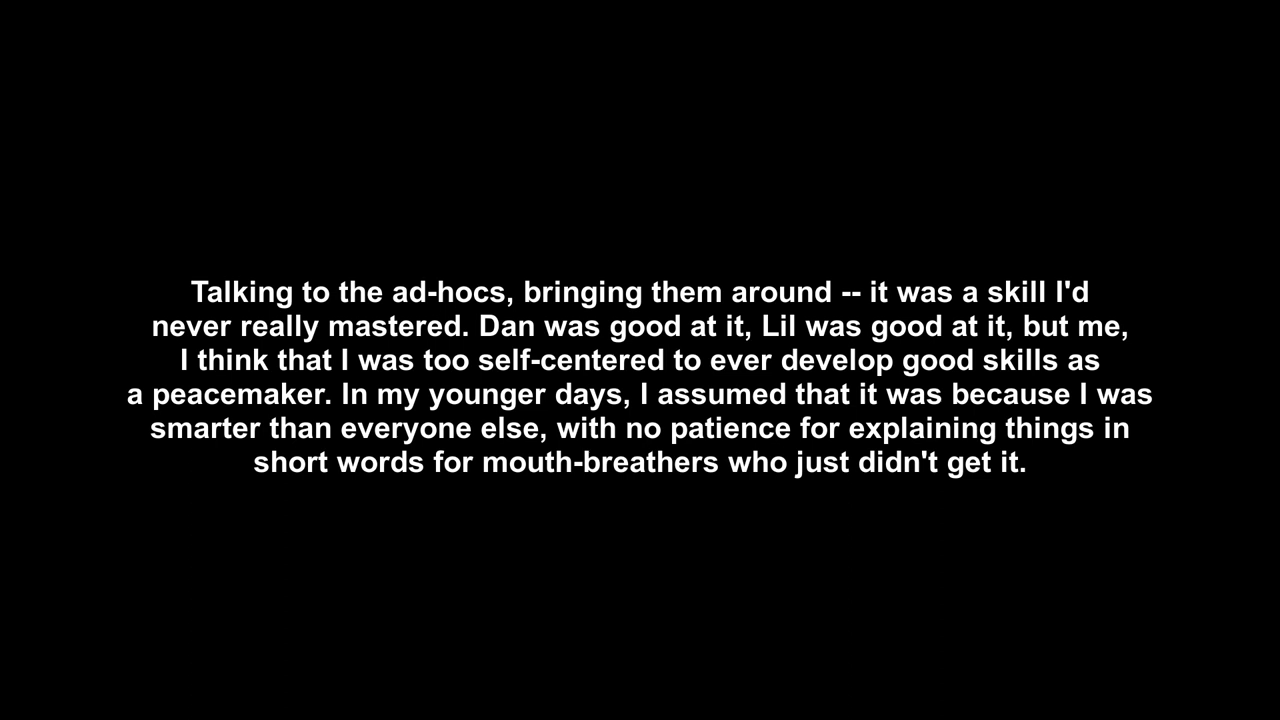 Talking to the ad-hocs, bringing them around -- it was a skill I'd
never really mastered. Dan was good at it, Lil was good at it, but me,
I think that I was too self-centered to ever develop good skills as
a peacemaker. In my younger days, I assumed that it was because I was
smarter than everyone else, with no patience for explaining things in
short words for mouth-breathers who just didn't get it.